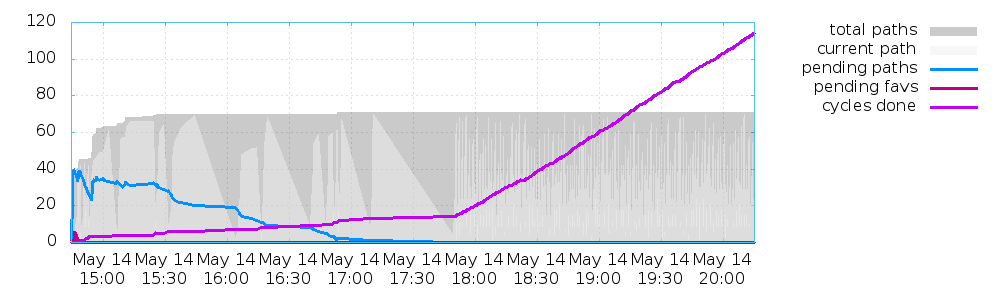 120
100
80
60
40
20
0
May 14 May 14 May 14 May 14 May 14 May 14 May 14 May 14 May 14 May 14 May 14
15:00 15:30 16:00 16:30 17:00 17:30 18:00 18:30 19:00 19:30 20:00
total paths
current path
pending paths
pending favs
cycles done